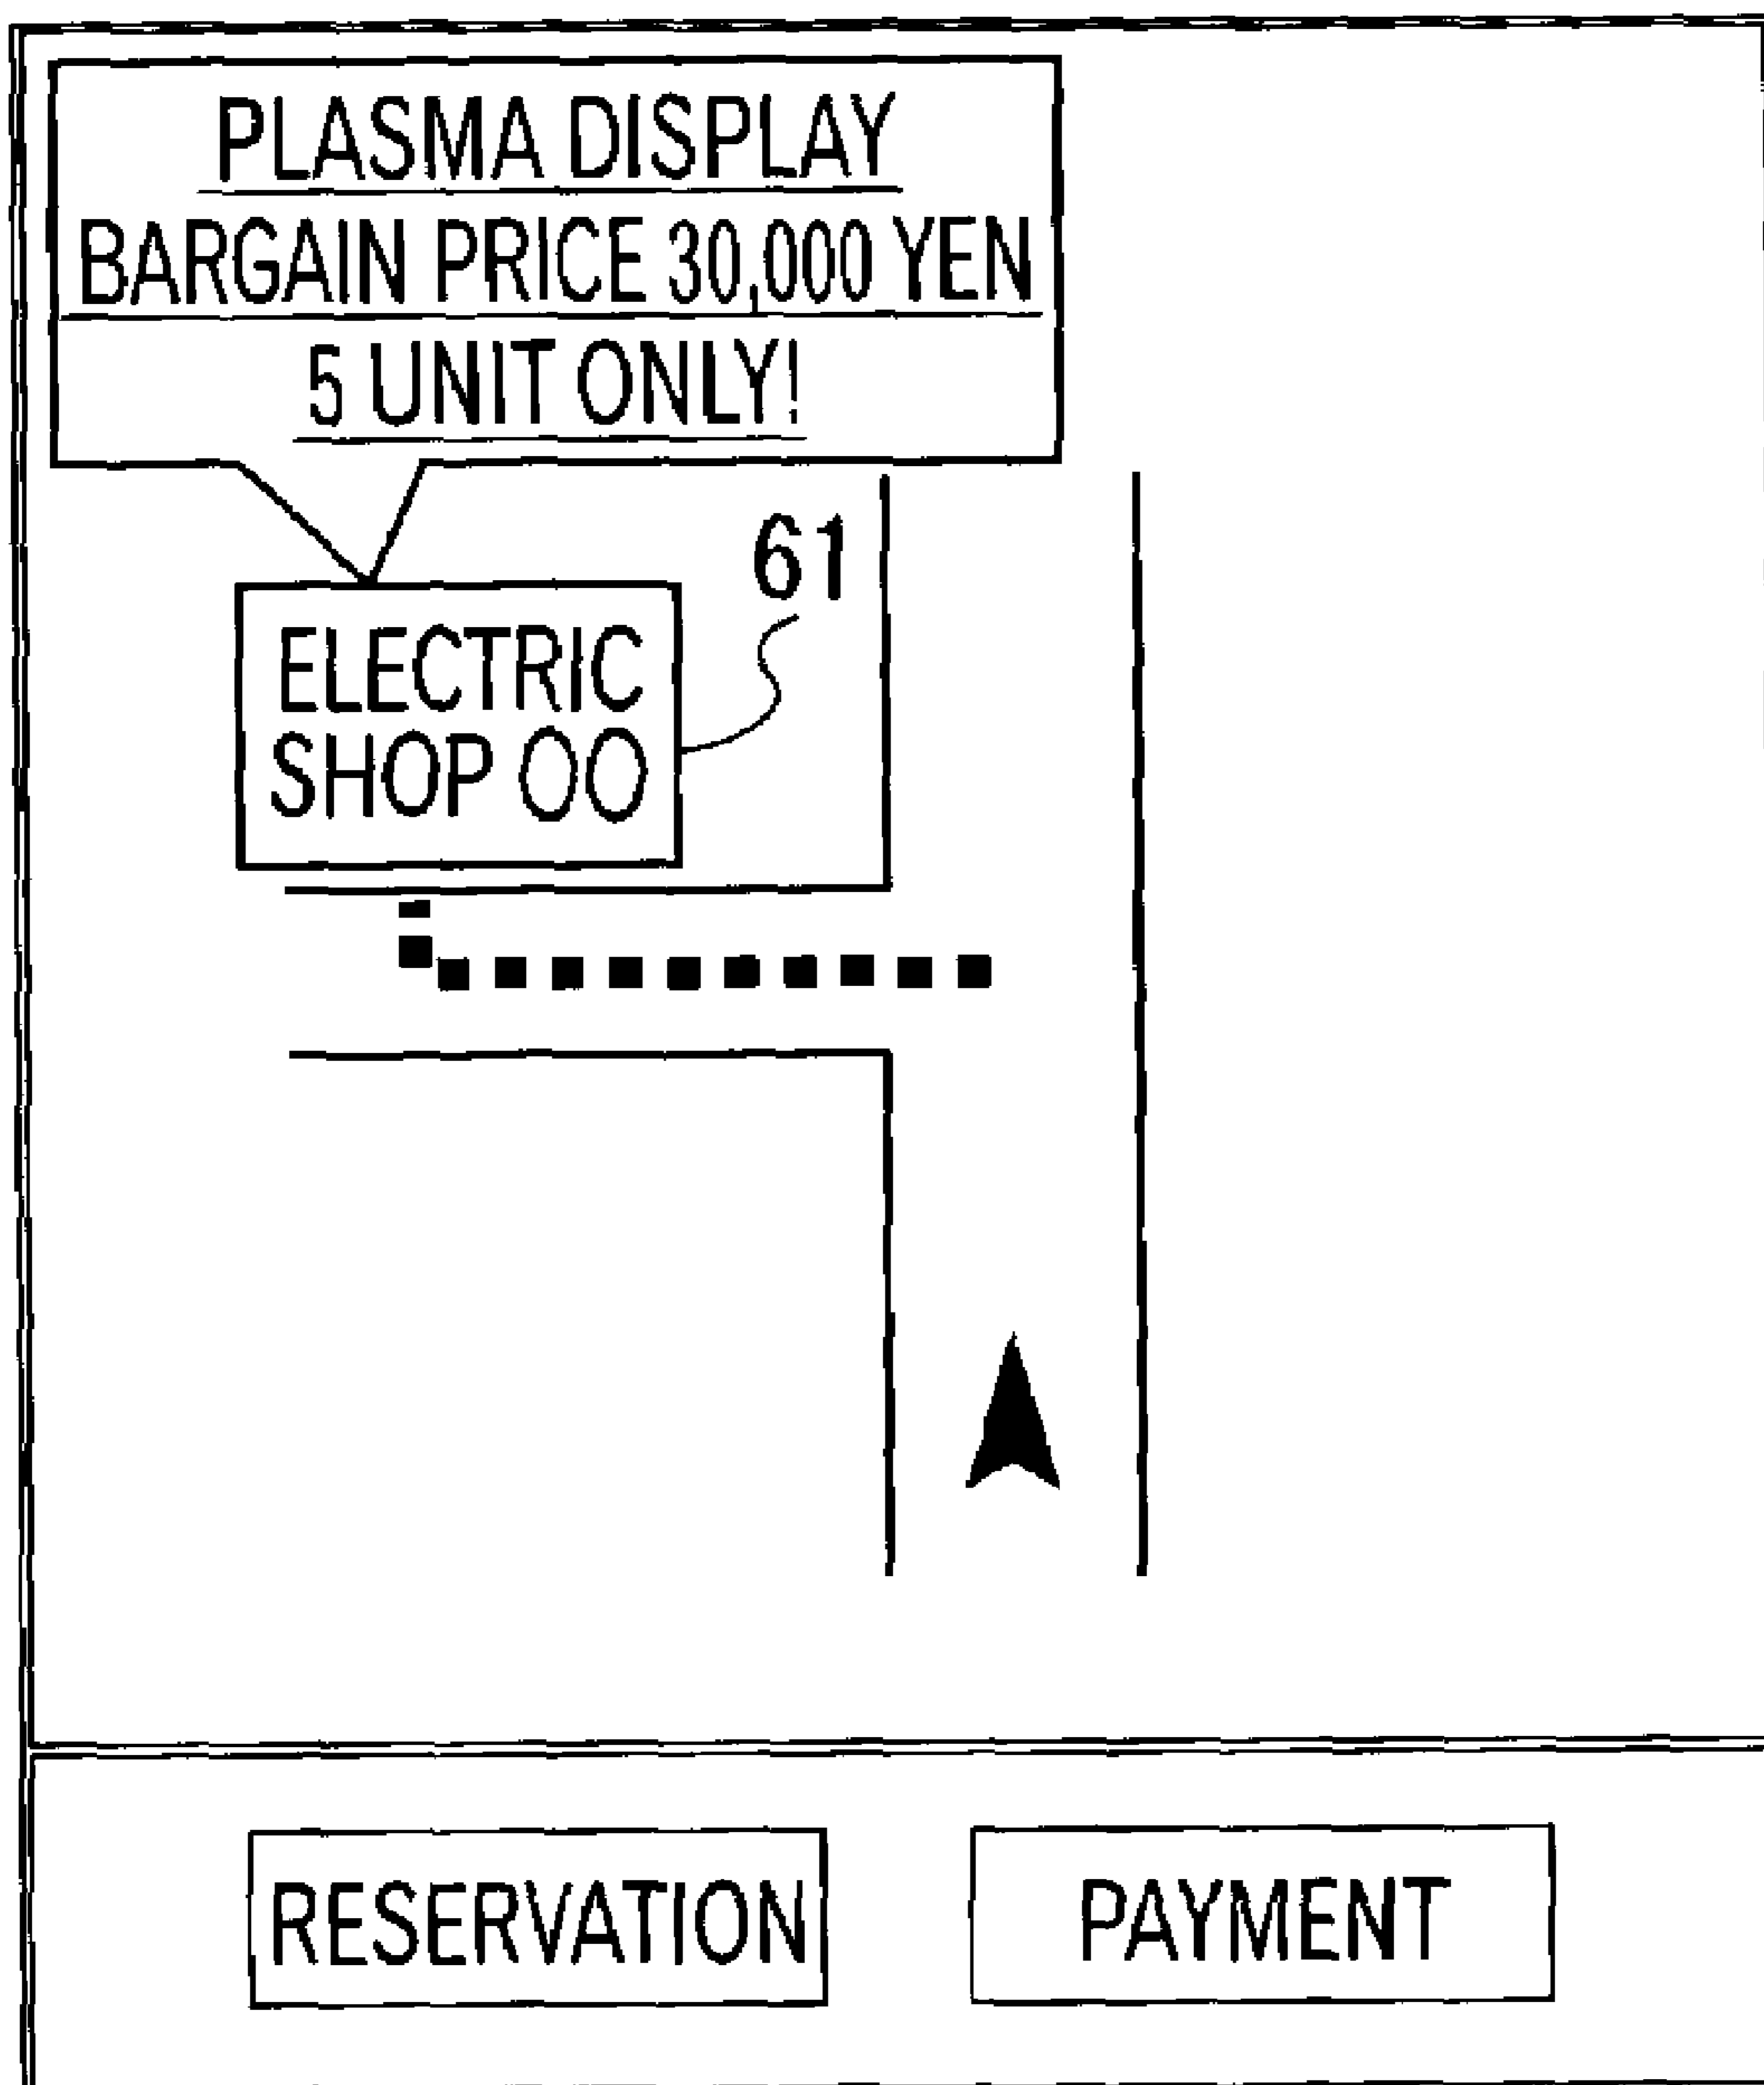 PLASMA DISPLAY
BARGAIN PRICE 30,000 YEN
5 UNIT ONLY!
61
ELECTRIC
SHOP OO
RESERVATION
PAYMENT